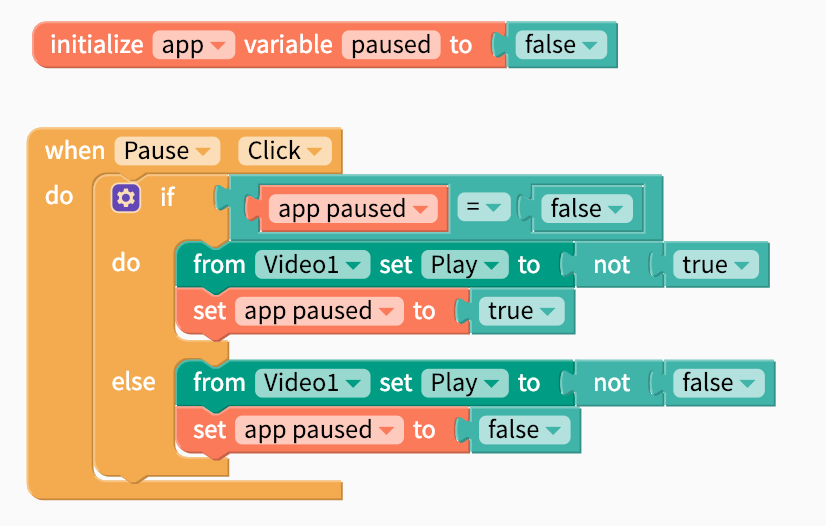 initialize app variable paused to false
when Pause Click
do if app paused = false
do from Video1 set Play to not true
set app paused to true
else from Video1 set Play to not false
set app paused to false